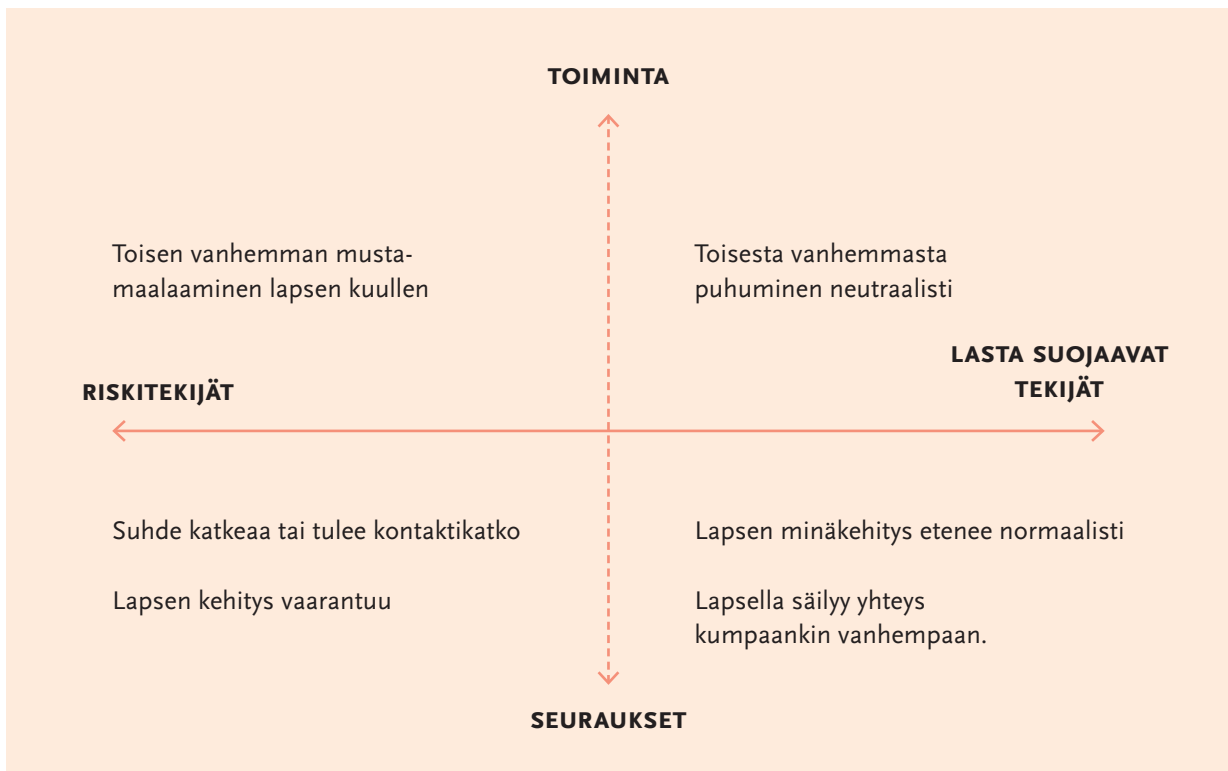 TOIMINTA
Toisen vanhemman musta-
maalaaminen lapsen kuullen
Toisesta vanhemmasta
puhuminen neutraalisti
RISKITEKIJÄT
LASTA SUOJAAVAT
TEKIJÄT
Suhde katkeaa tai tulee kontaktikatko
Lapsen kehitys vaarantuu
Lapsen minäkehitys etenee normaalisti
Lapsella säilyy yhteys
kumpaankin vanhempaan.
SEURAUKSET